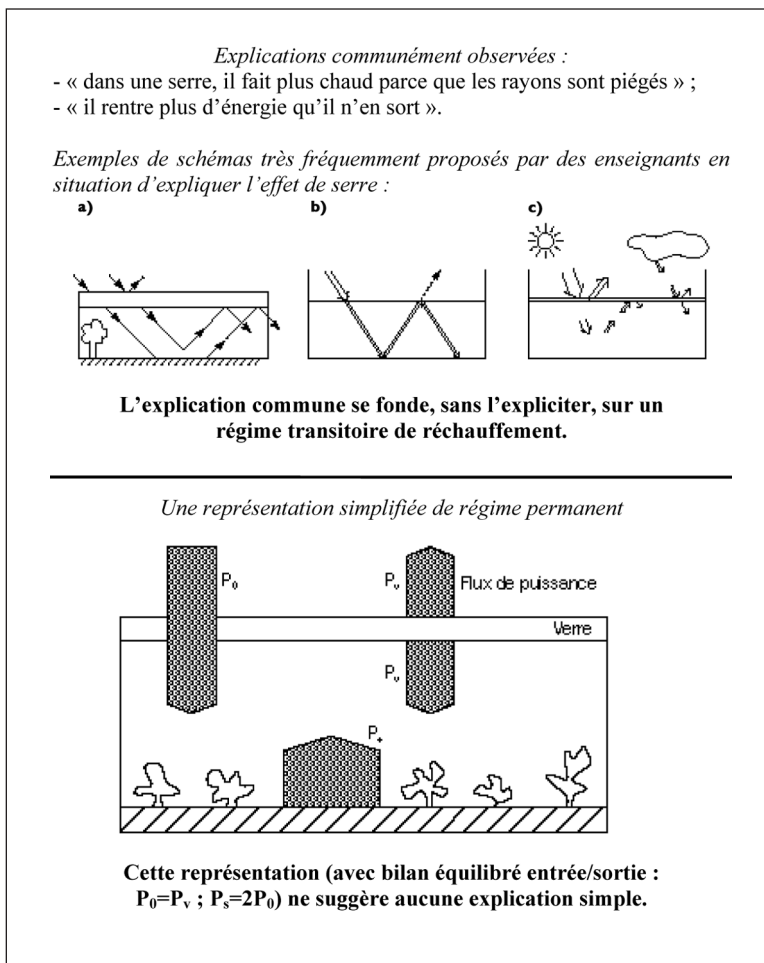 Explications communément observées :
- « dans une serre, il fait plus chaud parce que les rayons sont piégés » ;
- « il rentre plus d’énergie qu’il n’en sort ».
Exemples de schémas très fréquemment proposés par des enseignants en
situation d’expliquer l’effet de serre :
a) b) c)
L’explication commune se fonde, sans l’expliciter, sur un
régime transitoire de réchauffement.
Une représentation simplifiée de régime permanent
P₀ Pᵥ Flux de puissance
Verre
Pᵥ
P₊
Cette représentation (avec bilan équilibré entrée/sortie :
P₀=Pᵥ ; Pₛ=2P₀) ne suggère aucune explication simple.